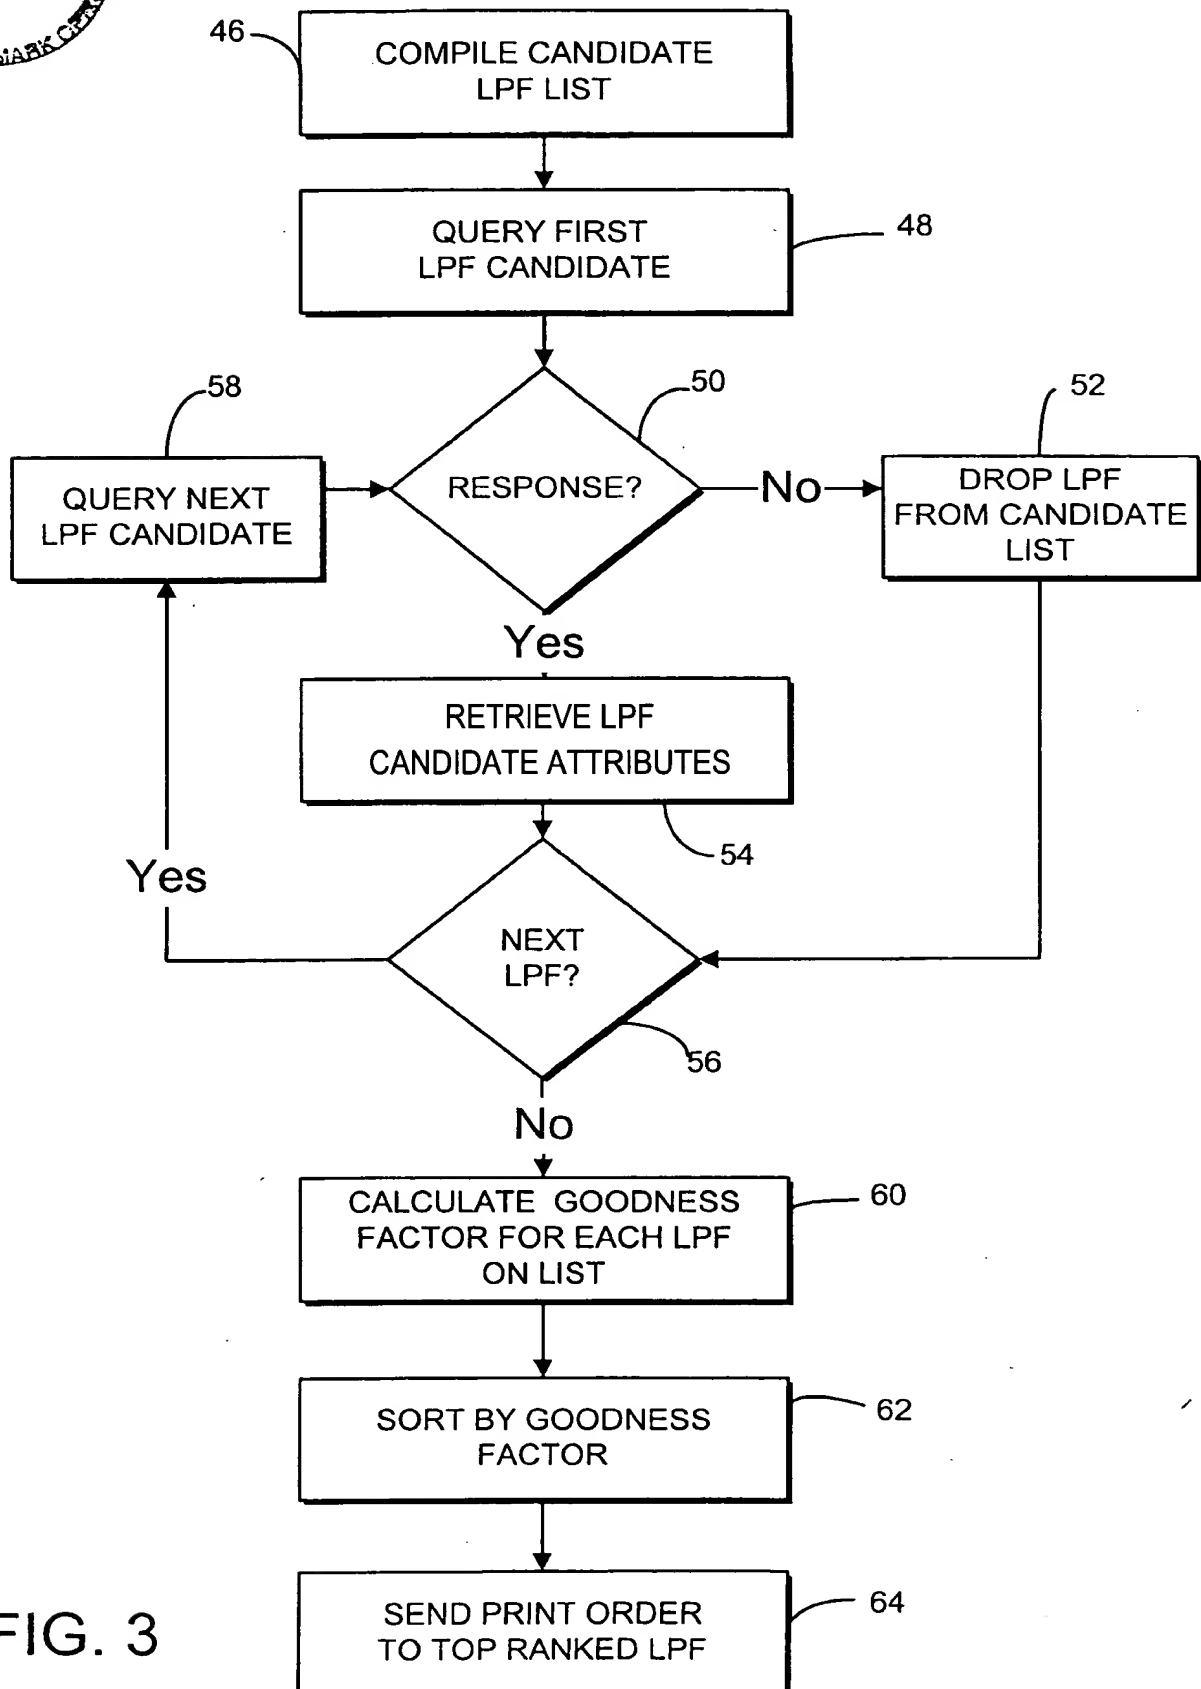 MARK
46
COMPILE CANDIDATE
LPF LIST
QUERY FIRST
LPF CANDIDATE
48
58
50
52
QUERY NEXT
LPF CANDIDATE
RESPONSE?
No
DROP LPF
FROM CANDIDATE
LIST
Yes
RETRIEVE LPF
CANDIDATE ATTRIBUTES
54
Yes
NEXT
LPF?
56
No
CALCULATE GOODNESS
FACTOR FOR EACH LPF
ON LIST
60
SORT BY GOODNESS
FACTOR
62
SEND PRINT ORDER
TO TOP RANKED LPF
64
FIG. 3